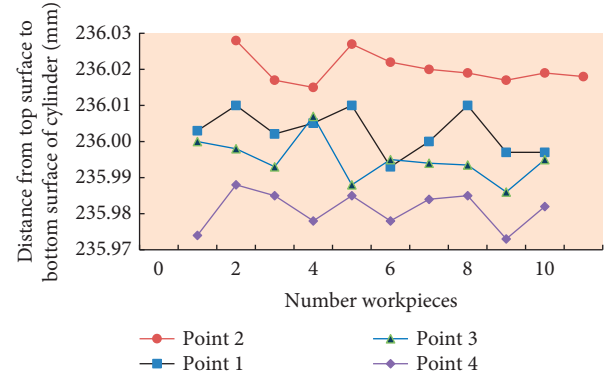 Distance from top surface to
bottom surface of cylinder (mm)
236.03
236.02
236.01
236.00
235.99
235.98
235.97
0 2 4 6 8 10
Number workpieces
Point 2 Point 3
Point 1 Point 4